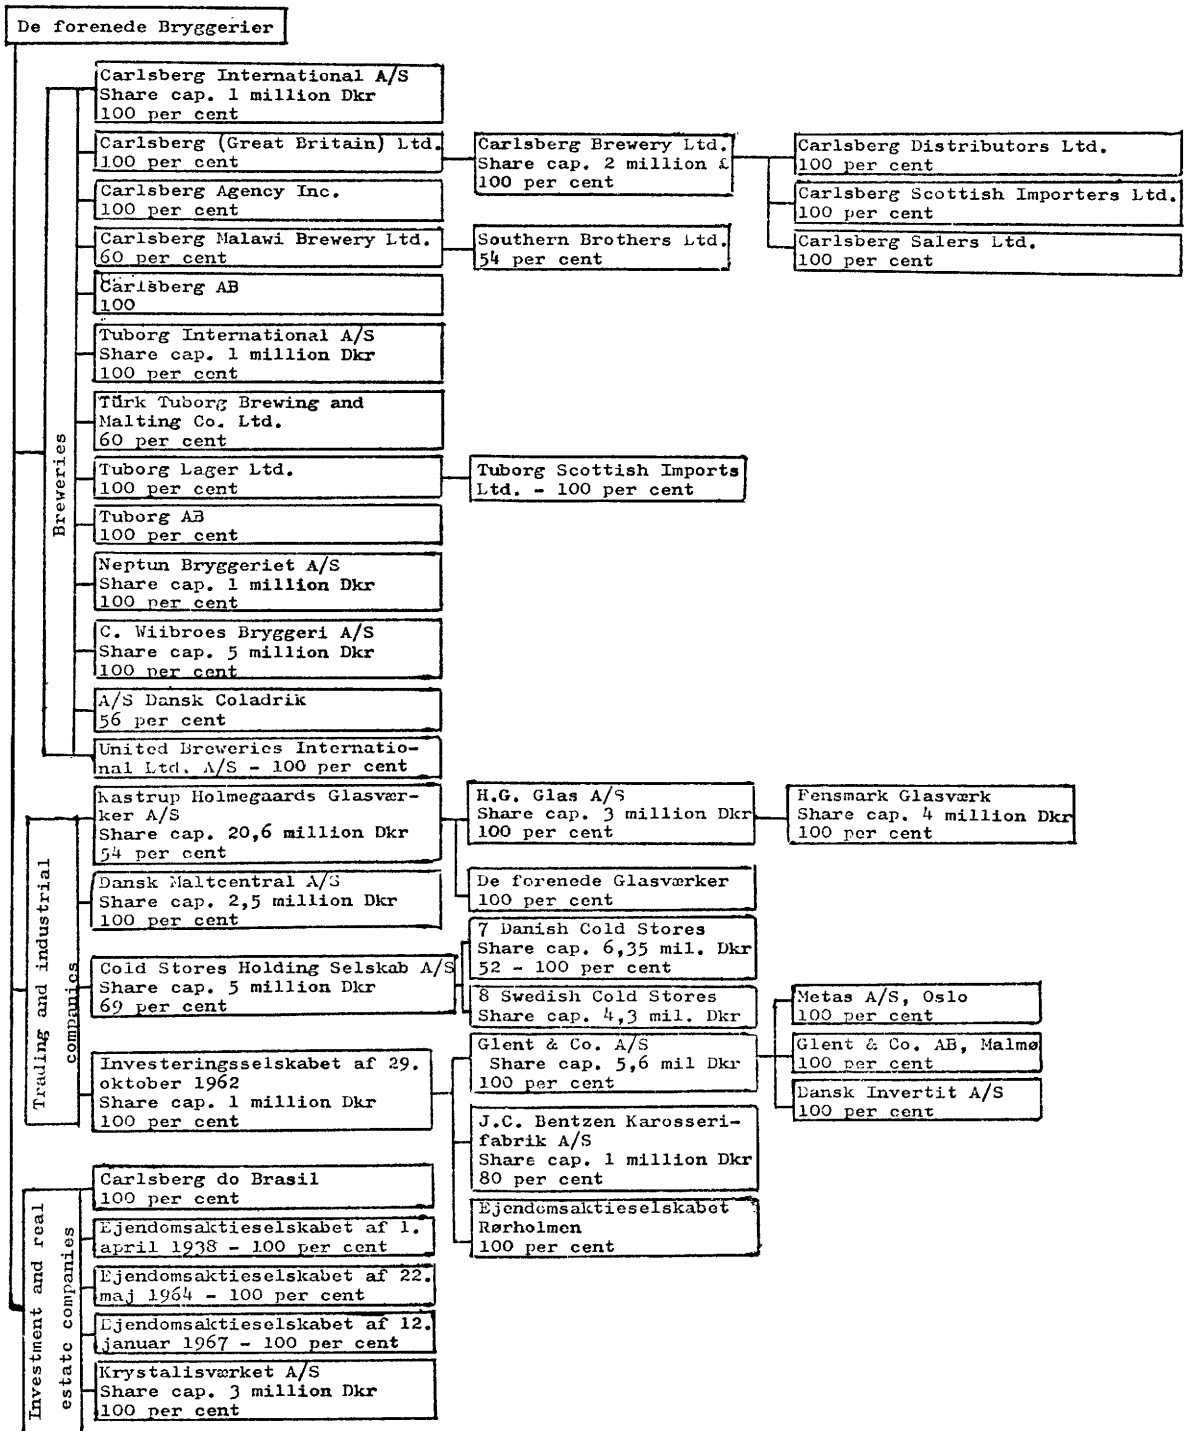 De forenede Bryggerier
Breweries
Carlsberg International A/S
Share cap. 1 million Dkr
100 per cent
Carlsberg (Great Britain) Ltd.
100 per cent
Carlsberg Brewery Ltd.
Share cap. 2 million £
100 per cent
Carlsberg Distributors Ltd.
100 per cent
Carlsberg Scottish Importers Ltd.
100 per cent
Carlsberg Salers Ltd.
100 per cent
Carlsberg Agency Inc.
100 per cent
Carlsberg Malawi Brewery Ltd.
60 per cent
Southern Brothers Ltd.
54 per cent
Carlsberg AB
100
Tuborg International A/S
Share cap. 1 million Dkr
100 per cent
Türk Tuborg Brewing and
Malting Co. Ltd.
60 per cent
Tuborg Lager Ltd.
100 per cent
Tuborg Scottish Imports
Ltd. - 100 per cent
Tuborg AB
100 per cent
Neptun Bryggeriet A/S
Share cap. 1 million Dkr
100 per cent
C. Wiibroes Bryggeri A/S
Share cap. 5 million Dkr
100 per cent
A/S Dansk Coladrik
56 per cent
United Breweries Internatio-
nal Ltd. A/S - 100 per cent
Trading and industrial
companies
Kastrup Holmegaards Glasvær-
ker A/S
Share cap. 20,6 million Dkr
54 per cent
H.G. Glas A/S
Share cap. 3 million Dkr
100 per cent
Fensmark Glasværk
Share cap. 4 million Dkr
100 per cent
De forenede Glasværker
100 per cent
Dansk Maltcentral A/S
Share cap. 2,5 million Dkr
100 per cent
Cold Stores Holding Selskab A/S
Share cap. 5 million Dkr
69 per cent
7 Danish Cold Stores
Share cap. 6,35 mil. Dkr
52 - 100 per cent
8 Swedish Cold Stores
Share cap. 4,3 mil. Dkr
Investeringsselskabet af 29.
oktober 1962
Share cap. 1 million Dkr
100 per cent
Glent & Co. A/S
Share cap. 5,6 mil Dkr
100 per cent
Metas A/S, Oslo
100 per cent
Glent & Co. AB, Malmø
100 per cent
Dansk Invertit A/S
100 per cent
J.C. Bentzen Karosseri-
fabrik A/S
Share cap. 1 million Dkr
80 per cent
Ejendomsaktieselskabet
Rørholmen
100 per cent
Investment and real
estate companies
Carlsberg do Brasil
100 per cent
Ejendomsaktieselskabet af 1.
april 1938 - 100 per cent
Ejendomsaktieselskabet af 22.
maj 1964 - 100 per cent
Ejendomsaktieselskabet af 12.
januar 1967 - 100 per cent
Krystalisværket A/S
Share cap. 3 million Dkr
100 per cent